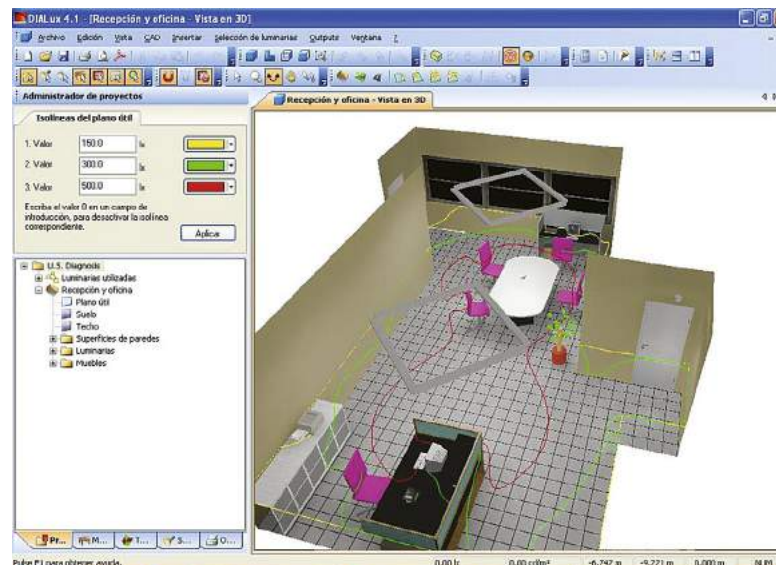 DIALux 4.1 - [Recepción y oficina - Vista en 3D]
Archivo Edición Vista CAD Insertar Selección de luminarias Outputs Ventana ?
Administrador de proyectos
Recepción y oficina - Vista en 3D
Isolíneas del plano útil
1. Valor 150.0 lx
2. Valor 300.0 lx
3. Valor 500.0 lx
Escriba el valor 0 en un campo de
introducción, para desactivar la isolínea
correspondiente.
Aplicar
U.S. Diagnosis
Luminarias utilizadas
Recepción y oficina
Plano útil
Suelo
Techo
Superficies de paredes
Luminarias
Muebles
Pr... M... T... S... O...
Pulse F1 para obtener ayuda. 0.00 lx 0.00 cd/m² -6.747 m -9.221 m 0.000 m NUM